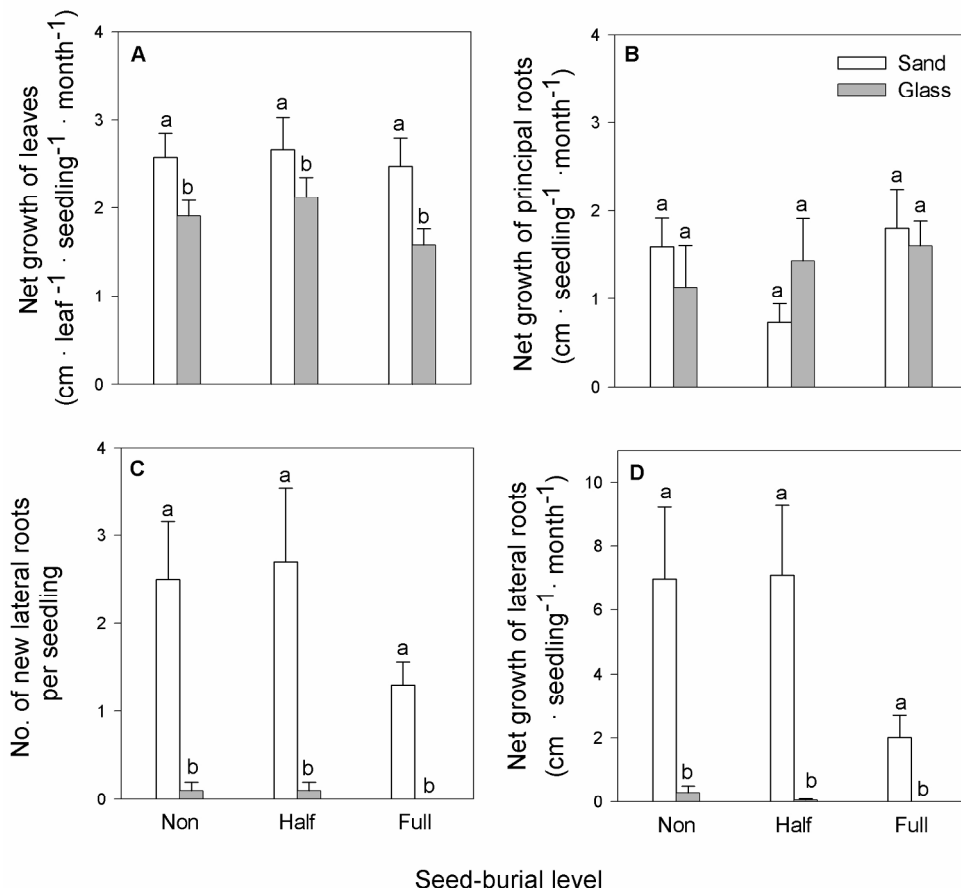 Net growth of leaves
(cm · leaf⁻¹ · seedling⁻¹ · month⁻¹)
4
3
2
1
0
A
a
b
a
b
a
b
Net growth of principal roots
(cm · seedling⁻¹ ·month⁻¹)
4
3
2
1
0
B
Sand
Glass
a
a
a
a
a
a
No. of new lateral roots
per seedling
4
3
2
1
0
C
a
b
a
b
a
b
Non
Half
Full
Net growth of lateral roots
(cm · seedling⁻¹· month⁻¹)
10
8
6
4
2
0
D
a
b
a
b
a
b
Non
Half
Full
Seed-burial level